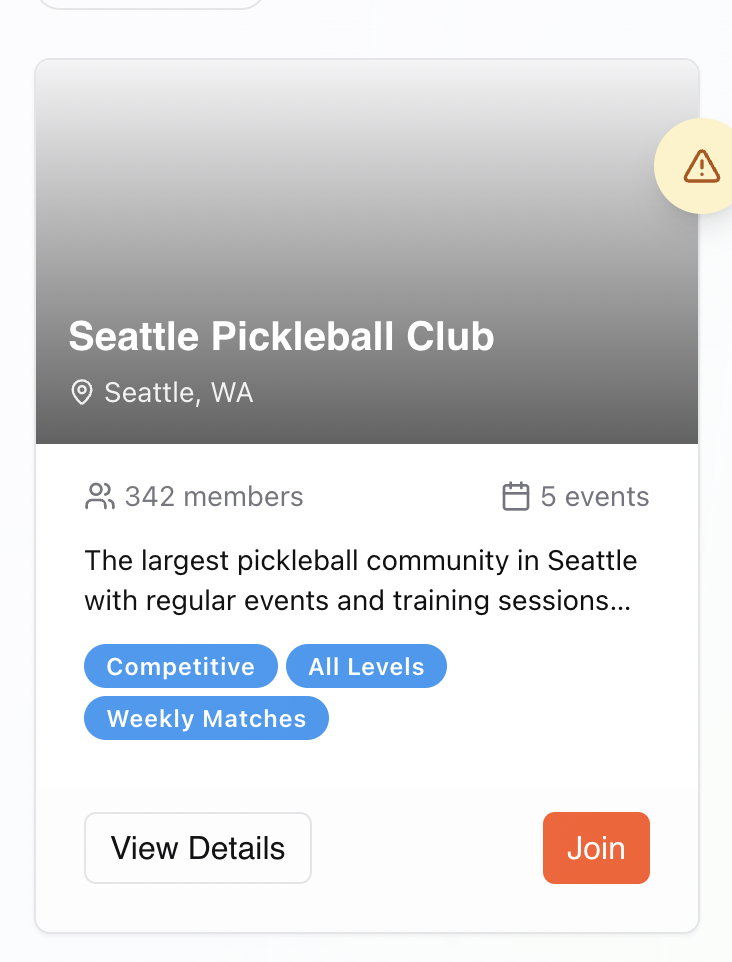 Seattle Pickleball Club
Seattle, WA
342 members
5 events
The largest pickleball community in Seattle
with regular events and training sessions...
Competitive
All Levels
Weekly Matches
View Details
Join